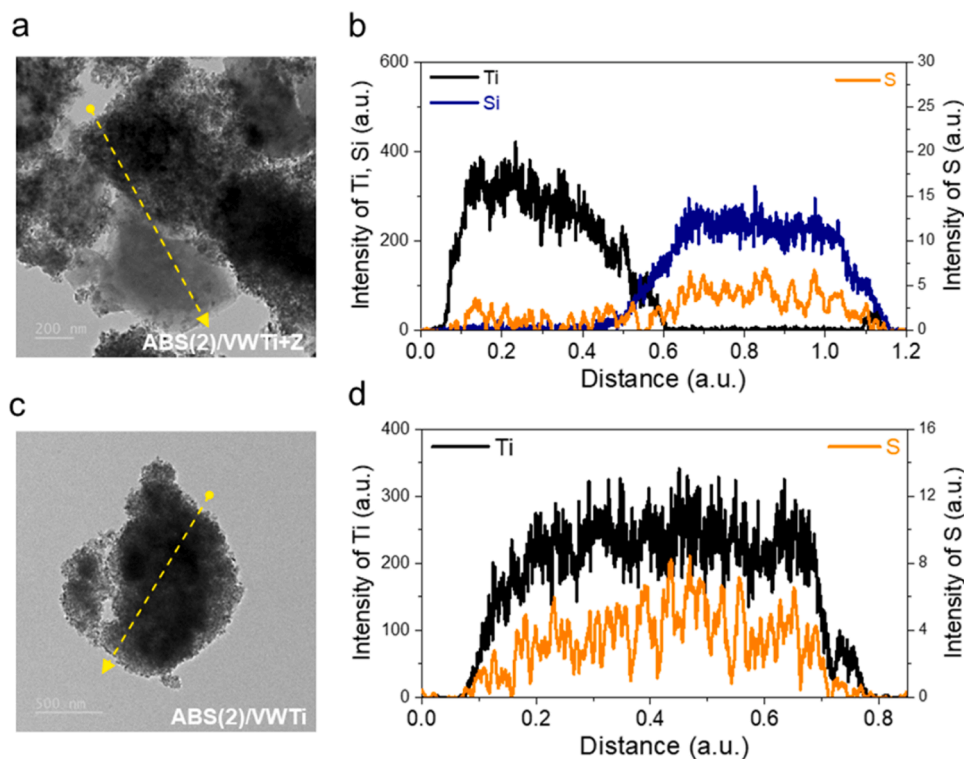 a
200 nm
ABS(2)/VWTi+Z
b
Ti
Si
S
600
400
200
0
30
25
20
15
10
5
0
0.0 0.2 0.4 0.6 0.8 1.0 1.2
Intensity of Ti, Si (a.u.)
Intensity of S (a.u.)
Distance (a.u.)
c
500 nm
ABS(2)/VWTi
d
Ti
S
400
300
200
100
0
16
12
8
4
0
0.0 0.2 0.4 0.6 0.8
Intensity of Ti (a.u.)
Intensity of S (a.u.)
Distance (a.u.)